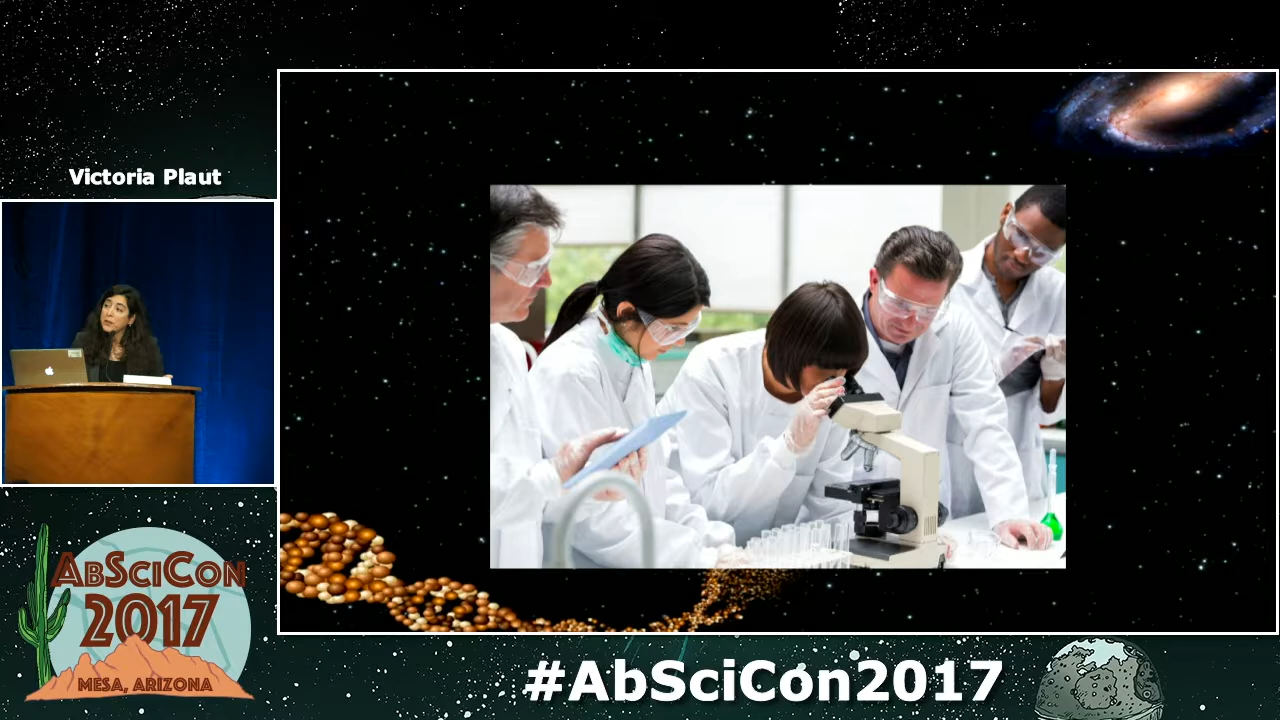 Victoria Plaut
ABSCICON
2017
MESA, ARIZONA
#AbSciCon2017